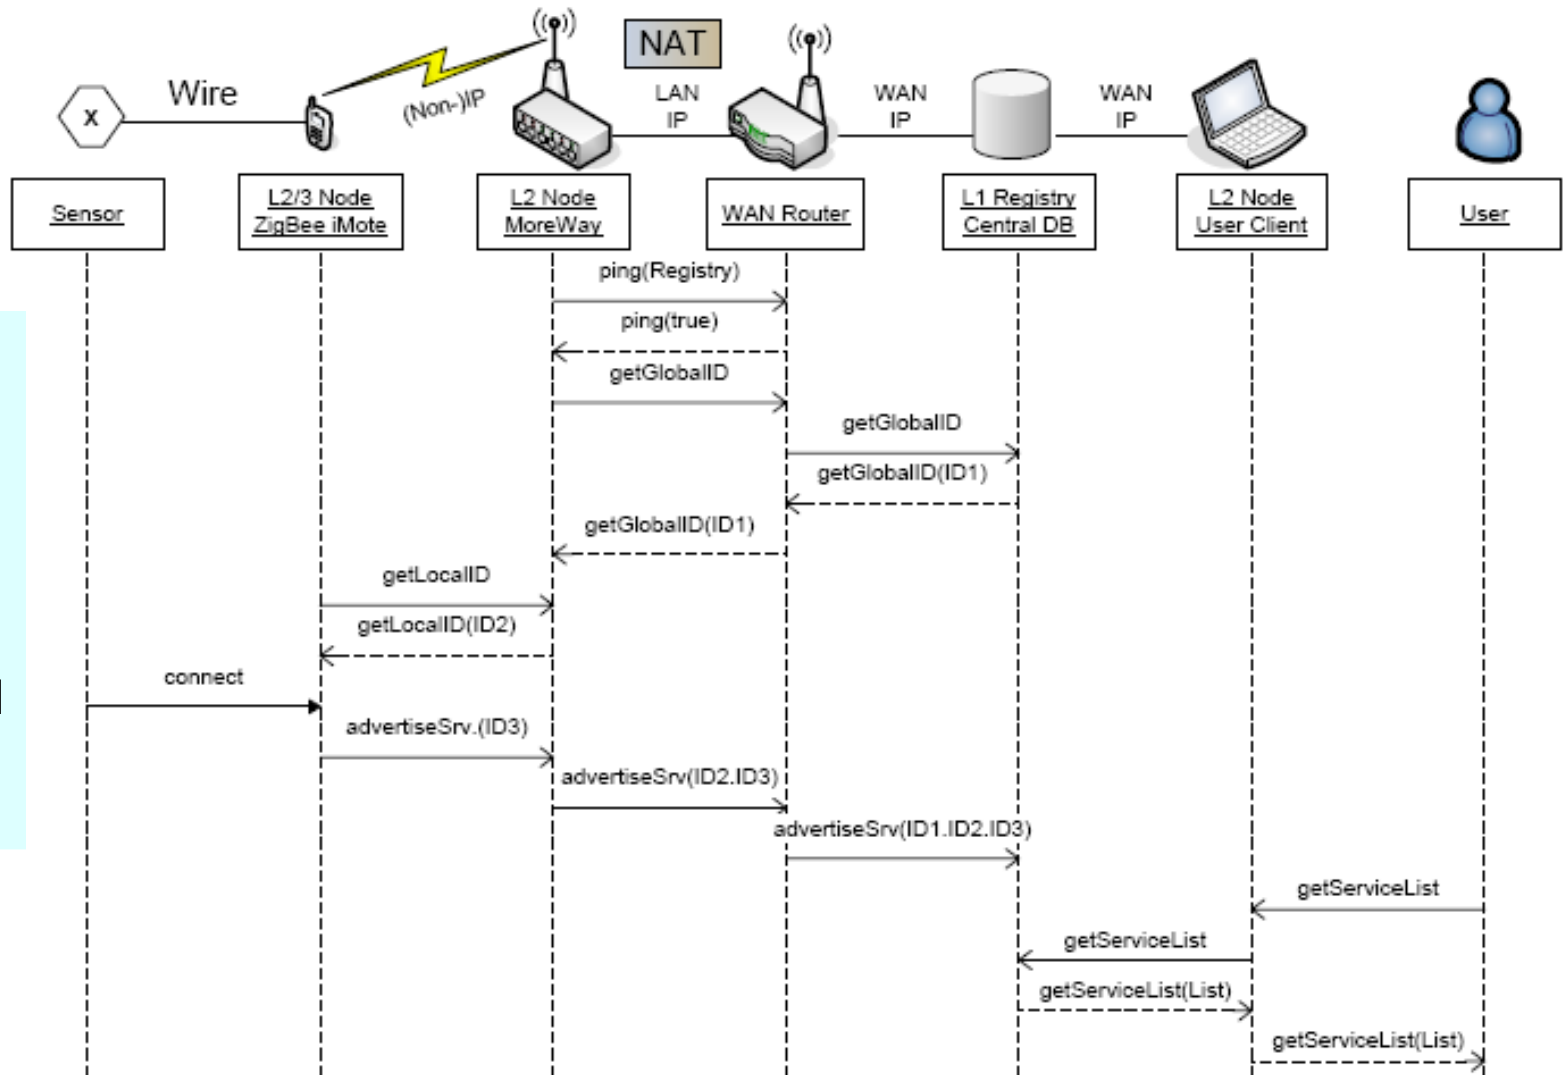 NAT
Wire
(Non-)IP
LAN
IP
WAN
IP
WAN
IP
X
Sensor
L2/3 Node
ZigBee iMote
L2 Node
MoreWay
WAN Router
L1 Registry
Central DB
L2 Node
User Client
User
ping(Registry)
ping(true)
getGlobalID
getGlobalID
getGlobalID(ID1)
getGlobalID(ID1)
getLocalID
getLocalID(ID2)
connect
advertiseSrv.(ID3)
advertiseSrv(ID2.ID3)
advertiseSrv(ID1.ID2.ID3)
getServiceList
getServiceList
getServiceList(List)
getServiceList(List)